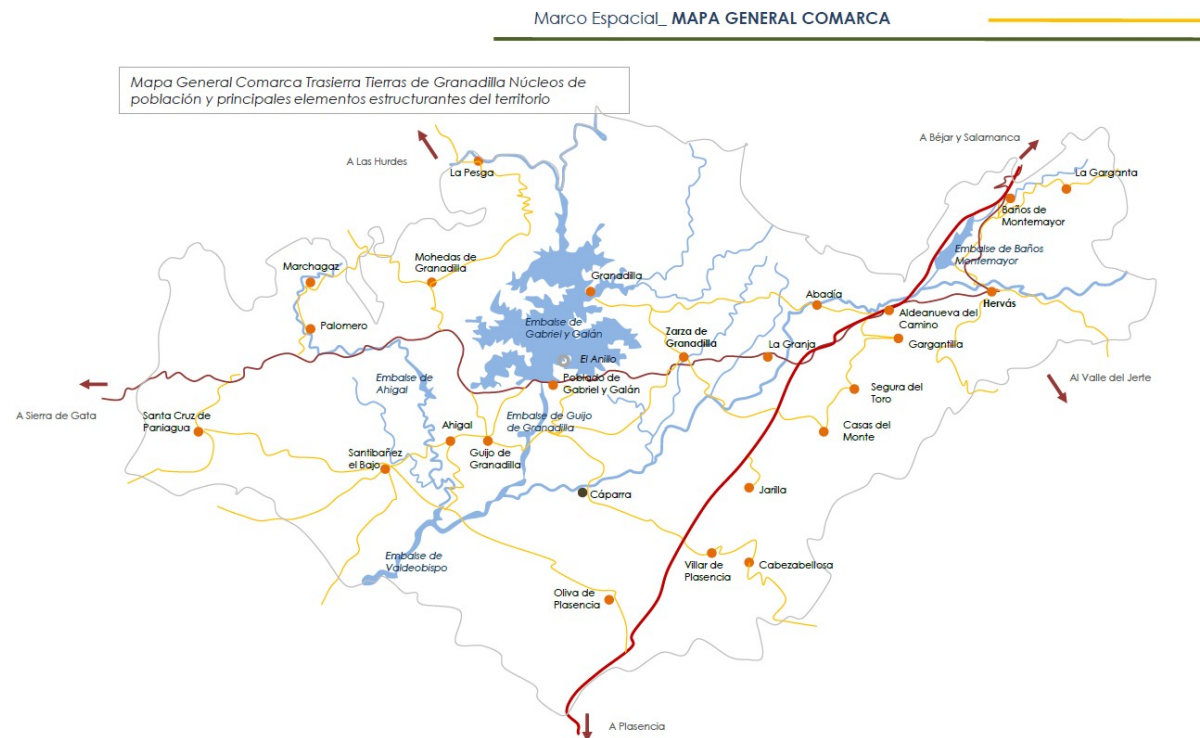 Marco Espacial_ MAPA GENERAL COMARCA
Mapa General Comarca Trasierra Tierras de Granadilla Núcleos de
población y principales elementos estructurantes del territorio
A Las Hurdes
La Pesga
A Béjar y Salamanca
La Garganta
Baños de
Montemayor
Embalse de Baños
Montemayor
Marchagaz
Mohedas de
Granadilla
Granadilla
Abadía
Hervás
Palomero
Embalse de
Gabriel y Galán
Zarza de
Granadilla
La Granja
Aldeanueva del
Camino
Gargantilla
El Anillo
Poblado de
Gabriel y Galán
Embalse de
Ahigal
Segura del
Toro
Al Valle del Jerte
A Sierra de Gata
Santa Cruz de
Paniagua
Ahigal
Embalse de Guijo
de Granadilla
Casas del
Monte
Santibañez
el Bajo
Guijo de
Granadilla
Cáparra
Jarilla
Embalse de
Valdeobispo
Villar de
Plasencia
Cabezabellosa
Oliva de
Plasencia
A Plasencia